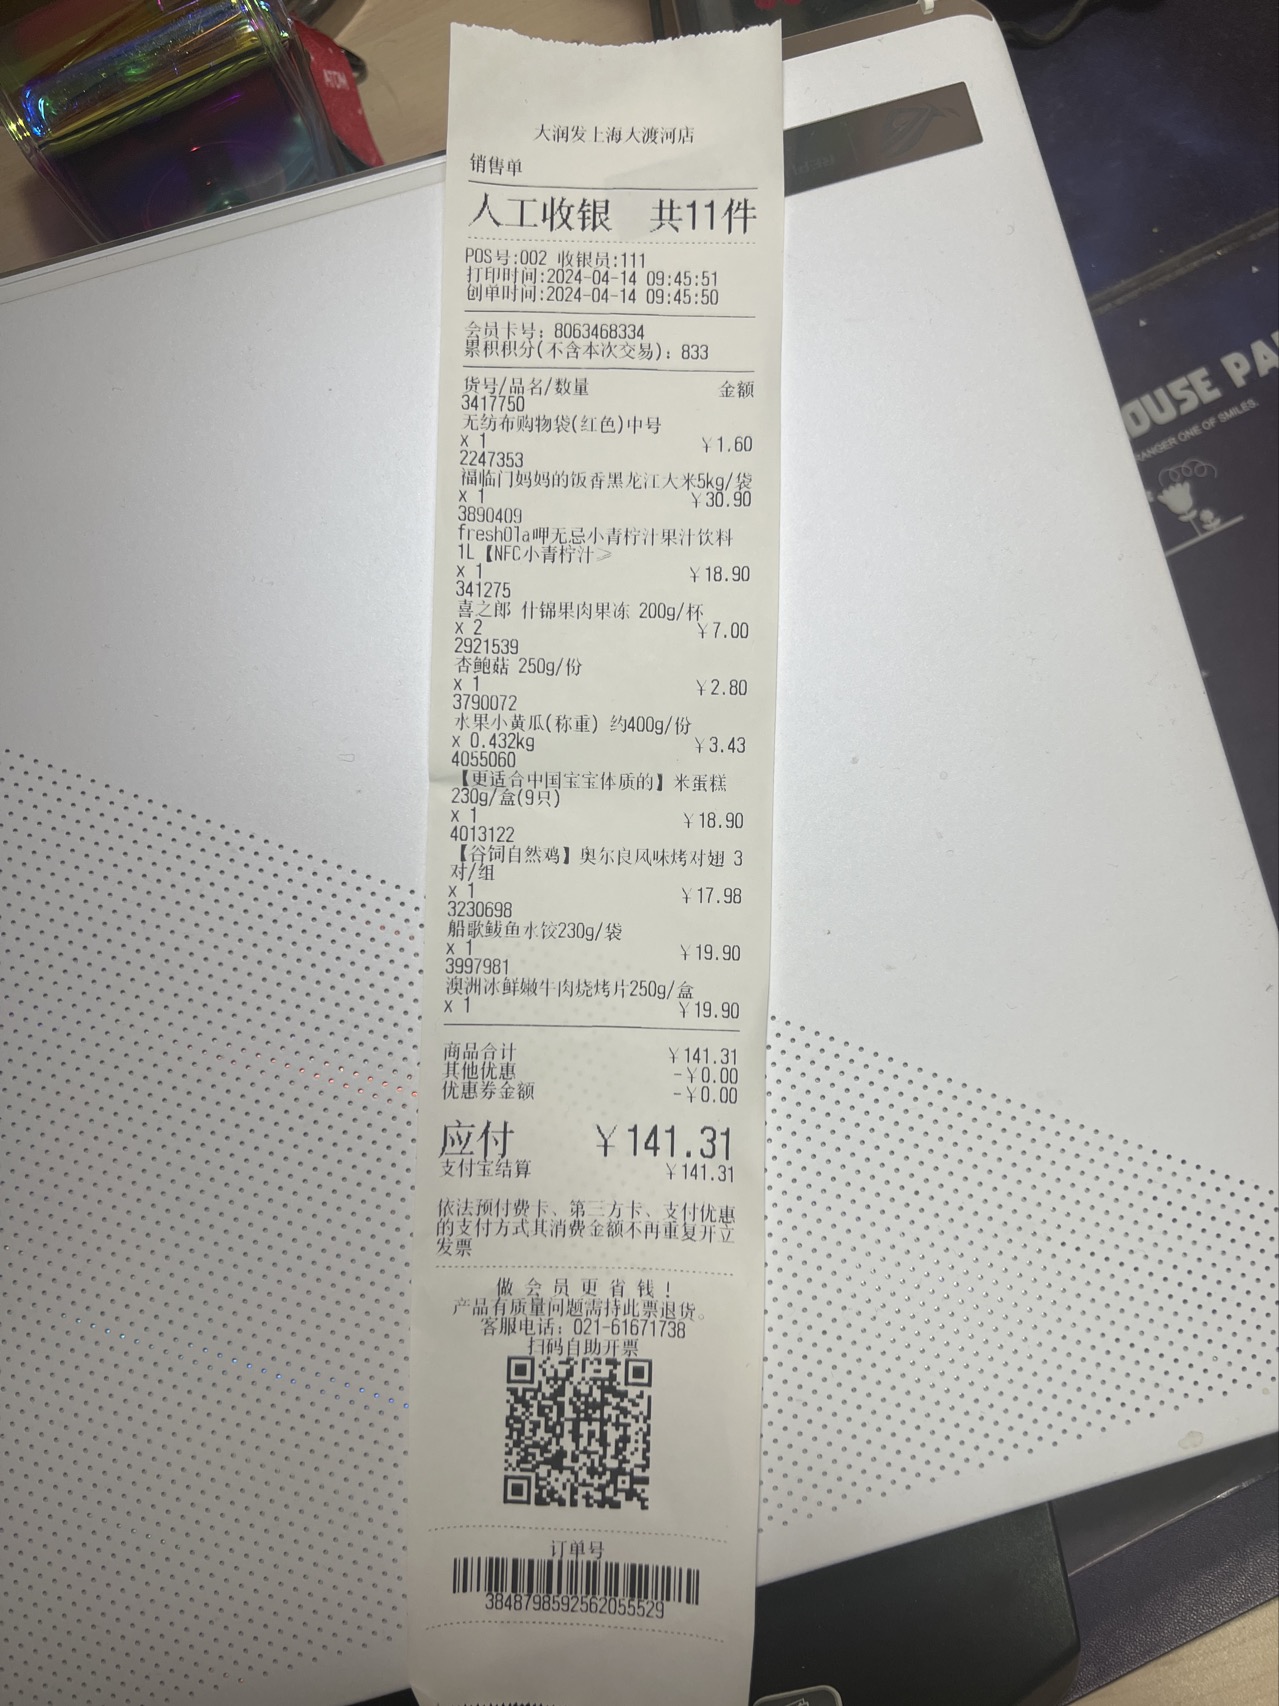 ATOM
大润发上海大渡河店
销售单
人工收银 共11件
POS号:002 收银员:111
打印时间:2024-04-14 09:45:51
创单时间:2024-04-14 09:45:50
会员卡号: 8063468334
累积积分(不含本次交易): 833
货号/品名/数量 金额
3417750
无纺布购物袋(红色)中号
x 1 ¥1.60
2247353
福临门妈妈的饭香黑龙江大米5kg/袋
x 1 ¥30.90
3890409
fresh01a呷无忌小青柠汁果汁饮料
1L【NFC小青柠汁≫
x 1 ¥18.90
341275
喜之郎 什锦果肉果冻 200g/杯
x 2 ¥7.00
2921539
杏鲍菇 250g/份
x 1 ¥2.80
3790072
水果小黄瓜(称重) 约400g/份
x 0.432kg ¥3.43
4055060
【更适合中国宝宝体质的】米蛋糕
230g/盒(9只)
x 1 ¥18.90
4013122
【谷饲自然鸡】奥尔良风味烤对翅 3
对/组
x 1 ¥17.98
3230698
船歌鲅鱼水饺230g/袋
x 1 ¥19.90
3997981
澳洲冰鲜嫩牛肉烧烤片250g/盒
x 1 ¥19.90
商品合计 ¥141.31
其他优惠 -¥0.00
优惠券金额 -¥0.00
应付 ¥141.31
支付宝结算 ¥141.31
依法预付费卡、第三方卡、支付优惠
的支付方式其消费金额不再重复开立
发票
做会员更省钱!
产品有质量问题需持此票退货。
客服电话: 021-61671738
扫码自助开票
订单号
3848798592562055529
OUSE PA
RANGER ONE OF SMILES.